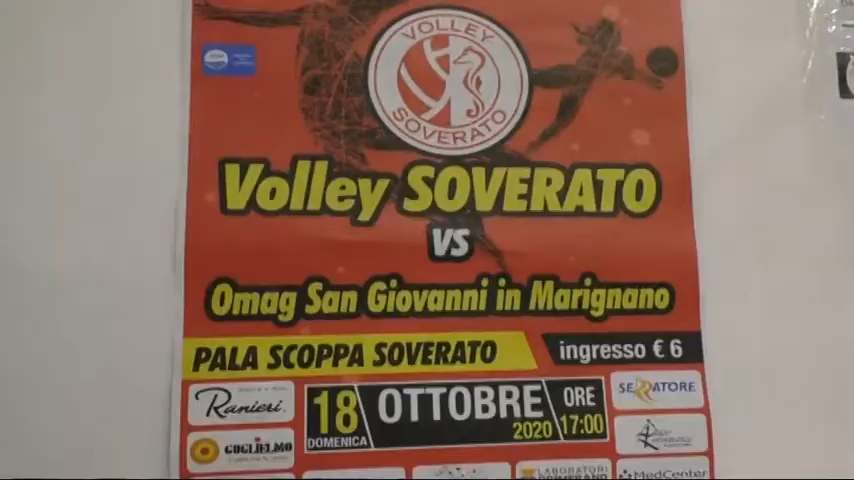 VOLLEY
SOVERATO
Volley SOVERATO
VS
Omag San Giovanni in Marignano
PALA SCOPPA SOVERATO
ingresso € 6
Ranieri
18
DOMENICA
OTTOBRE
2020
ORE
17:00
SERRATORE
GUGLIELMO
LABORATORI
MedCenter